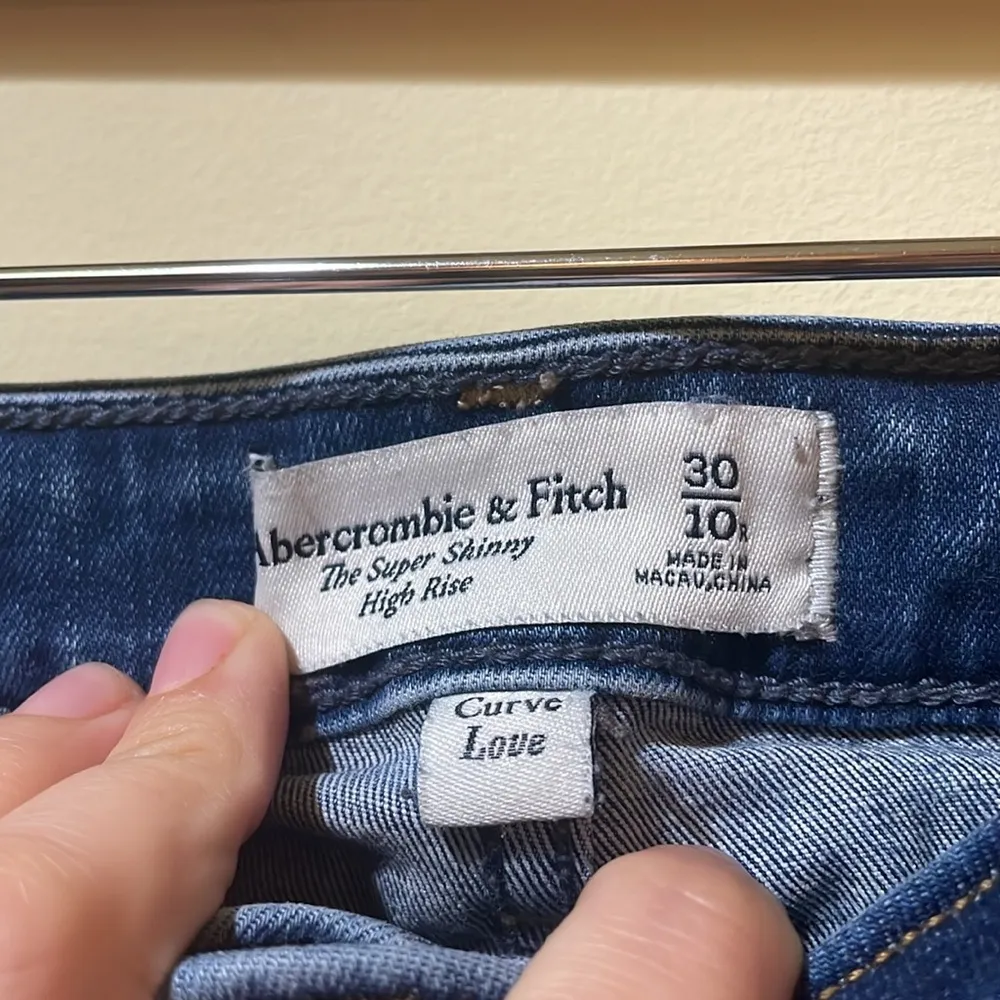 Abercrombie & Fitch
The Super Skinny
High Rise
30
10R
MADE IN
MACAU,CHINA
Curve
Love